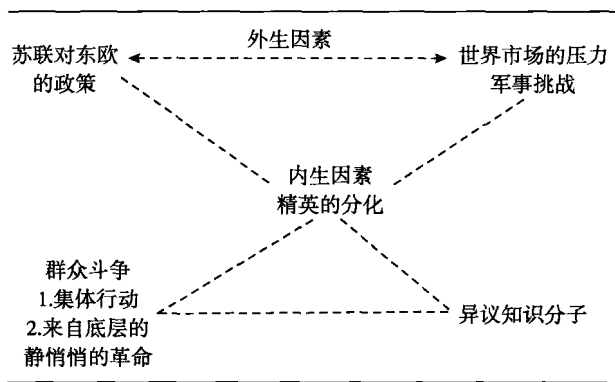 外生因素
苏联对东欧
的政策
世界市场的压力
军事挑战
内生因素
精英的分化
群众斗争
1.集体行动
2.来自底层的
静悄悄的革命
异议知识分子